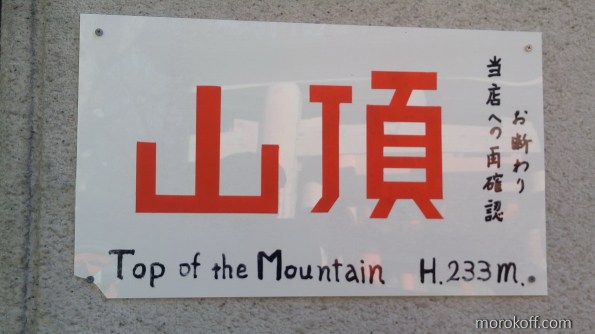 山頂
お断わり
当店への再確認
Top of the Mountain H.233m.
morokoff.com